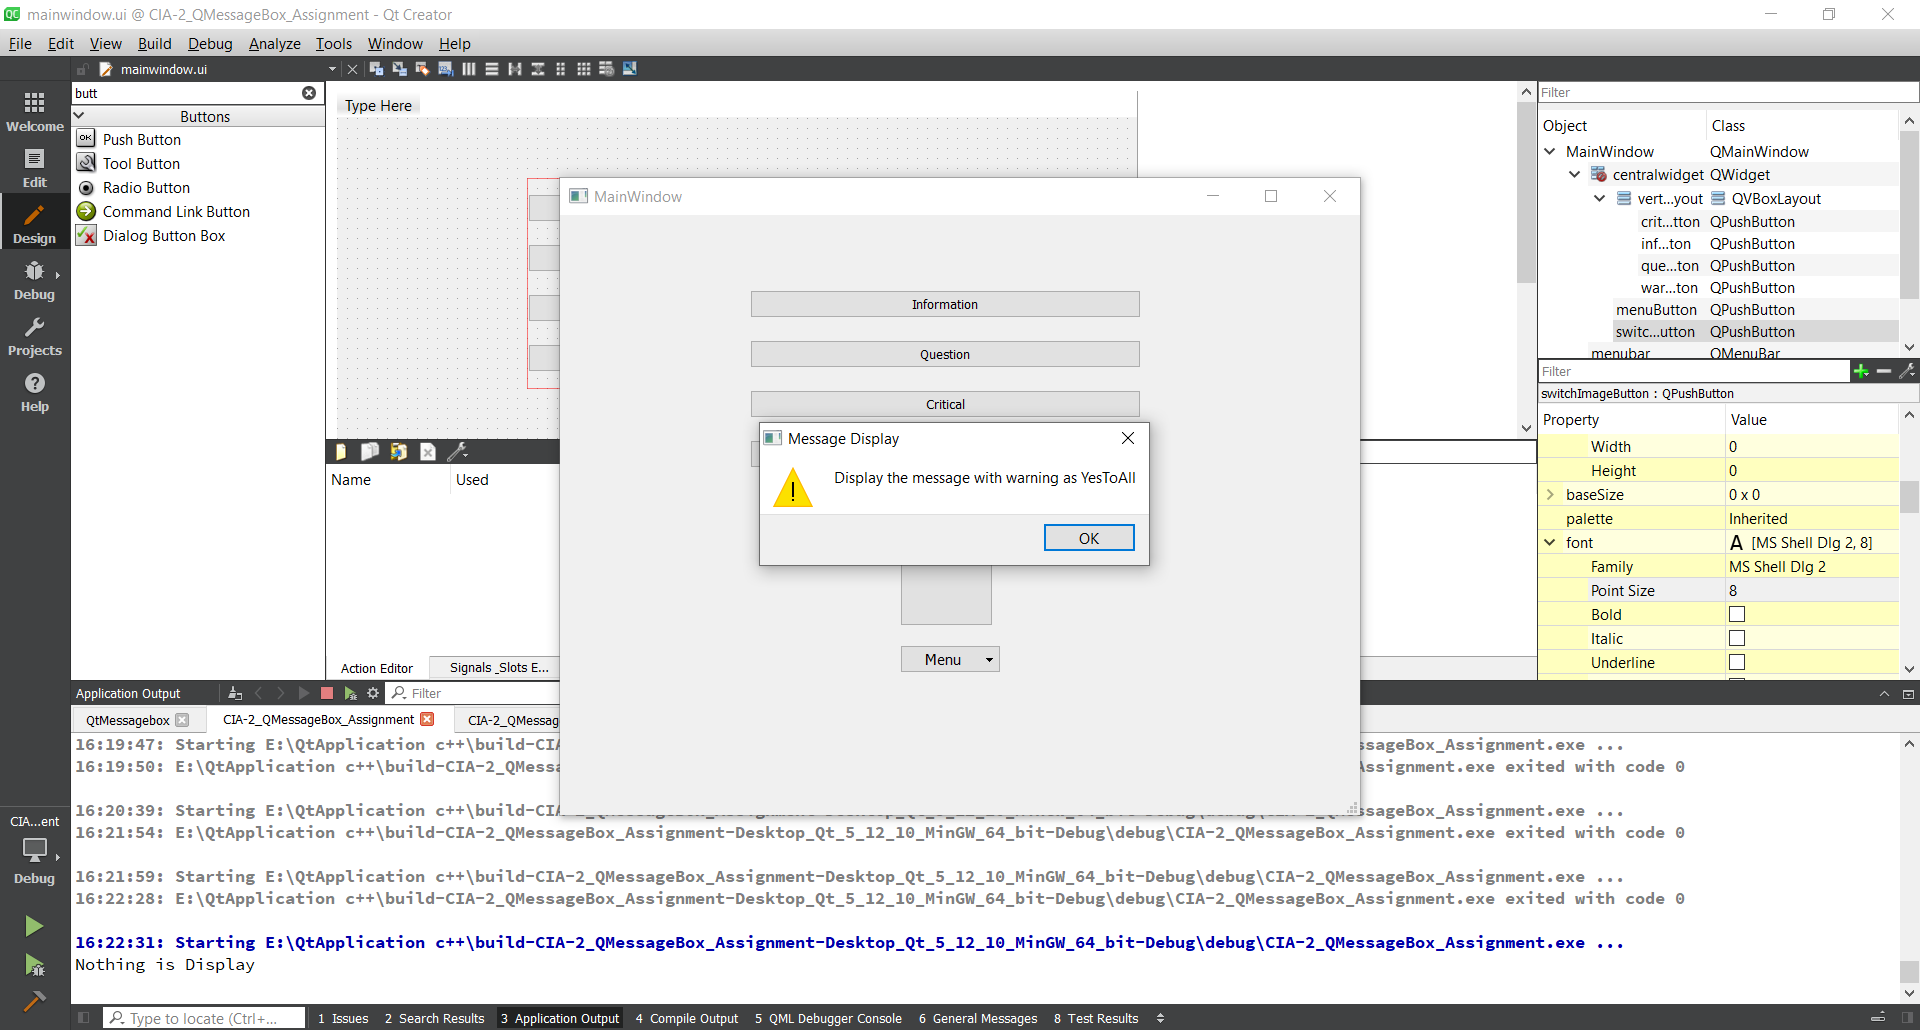 mainwindow.ui @ CIA-2_QMessageBox_Assignment - Qt Creator
File Edit View Build Debug Analyze Tools Window Help
mainwindow.ui
Welcome
Edit
Design
Debug
Projects
Help
CIA...ent
Debug
butt
Buttons
Push Button
Tool Button
Radio Button
Command Link Button
Dialog Button Box
Type Here
Name Used
Action Editor Signals _Slots E...
MainWindow
Information
Question
Critical
Message Display
Display the message with warning as YesToAll
OK
Menu
Filter
Object Class
MainWindow QMainWindow
centralwidget QWidget
vert...yout QVBoxLayout
crit...tton QPushButton
inf...ton QPushButton
que...ton QPushButton
war...ton QPushButton
menuButton QPushButton
switc...utton QPushButton
menubar QMenuBar
Filter
switchImageButton : QPushButton
Property Value
Width 0
Height 0
baseSize 0 x 0
palette Inherited
font A [MS Shell Dlg 2, 8]
Family MS Shell Dlg 2
Point Size 8
Bold
Italic
Underline
Application Output Filter
QtMessagebox CIA-2_QMessageBox_Assignment CIA-2_QMessag
16:19:47: Starting E:\QtApplication c++\build-CIA ssageBox_Assignment.exe ...
16:19:50: E:\QtApplication c++\build-CIA-2_QMessa Assignment.exe exited with code 0
16:20:39: Starting E:\QtApplication c++\build-CIA ssageBox_Assignment.exe ...
16:21:54: E:\QtApplication c++\build-CIA-2_QMessageBox_Assignment-Desktop_Qt_5_12_10_MinGW_64_bit-Debug\debug\CIA-2_QMessageBox_Assignment.exe exited with code 0
16:21:59: Starting E:\QtApplication c++\build-CIA-2_QMessageBox_Assignment-Desktop_Qt_5_12_10_MinGW_64_bit-Debug\debug\CIA-2_QMessageBox_Assignment.exe ...
16:22:28: E:\QtApplication c++\build-CIA-2_QMessageBox_Assignment-Desktop_Qt_5_12_10_MinGW_64_bit-Debug\debug\CIA-2_QMessageBox_Assignment.exe exited with code 0
16:22:31: Starting E:\QtApplication c++\build-CIA-2_QMessageBox_Assignment-Desktop_Qt_5_12_10_MinGW_64_bit-Debug\debug\CIA-2_QMessageBox_Assignment.exe ...
Nothing is Display
Type to locate (Ctrl+... 1 Issues 2 Search Results 3 Application Output 4 Compile Output 5 QML Debugger Console 6 General Messages 8 Test Results